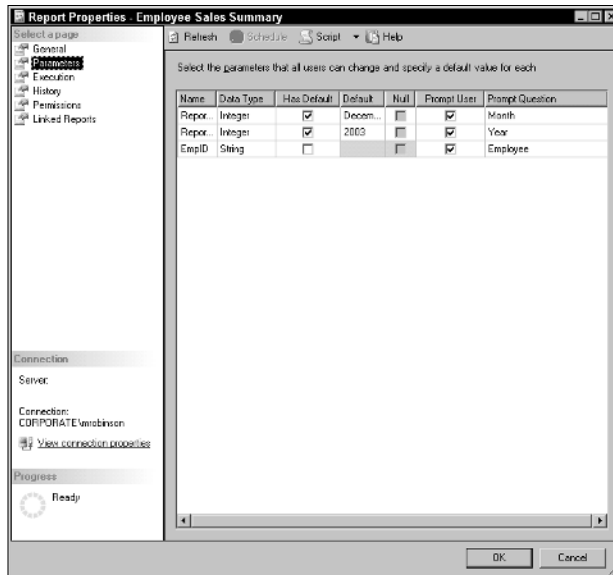 Report Properties - Employee Sales Summary
Select a page
General
Parameters
Execution
History
Permissions
Linked Reports
Refresh Schedule Script Help
Select the parameters that all users can change and specify a default value for each
Name Data Type Has Default Default Null Prompt User Prompt Question
Repor... Integer Decem... Month
Repor... Integer 2003 Year
EmpID String Employee
Connection
Server:
Connection:
CORPORATE\mrobinson
View connection properties
Progress
Ready
OK Cancel